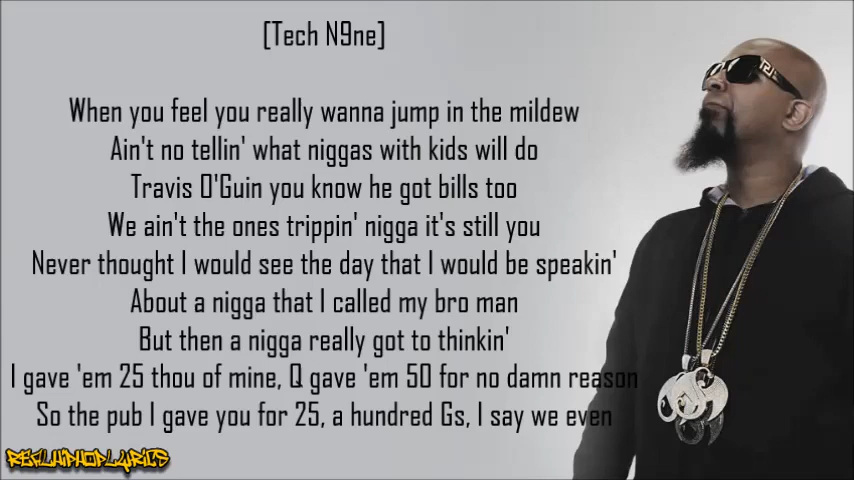 [Tech N9ne]
When you feel you really wanna jump in the mildew
Ain't no tellin' what niggas with kids will do
Travis O'Guin you know he got bills too
We ain't the ones trippin' nigga it's still you
Never thought I would see the day that I would be speakin'
About a nigga that I called my bro man
But then a nigga really got to thinkin'
I gave 'em 25 thou of mine, Q gave 'em 50 for no damn reason
So the pub I gave you for 25, a hundred Gs, I say we even
REALHIPHOPLYRICS